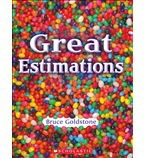 Great
Estimations
Bruce Goldstone
SCHOLASTIC